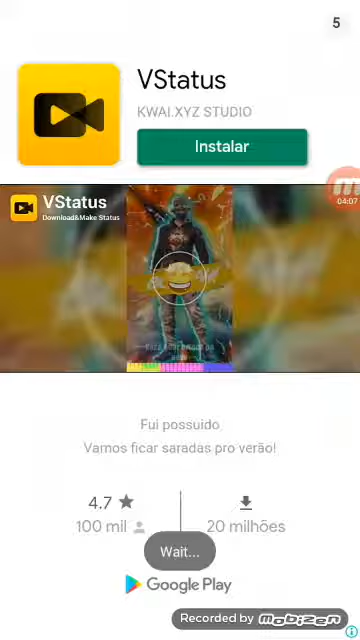 5
VStatus
KWAI.XYZ STUDIO
Instalar
VStatus
Download&Make Status
04:07
Fui possuido
Vamos ficar saradas pro verão!
4.7
100 mil
20 milhões
Wait...
Google Play
Recorded by mobizen